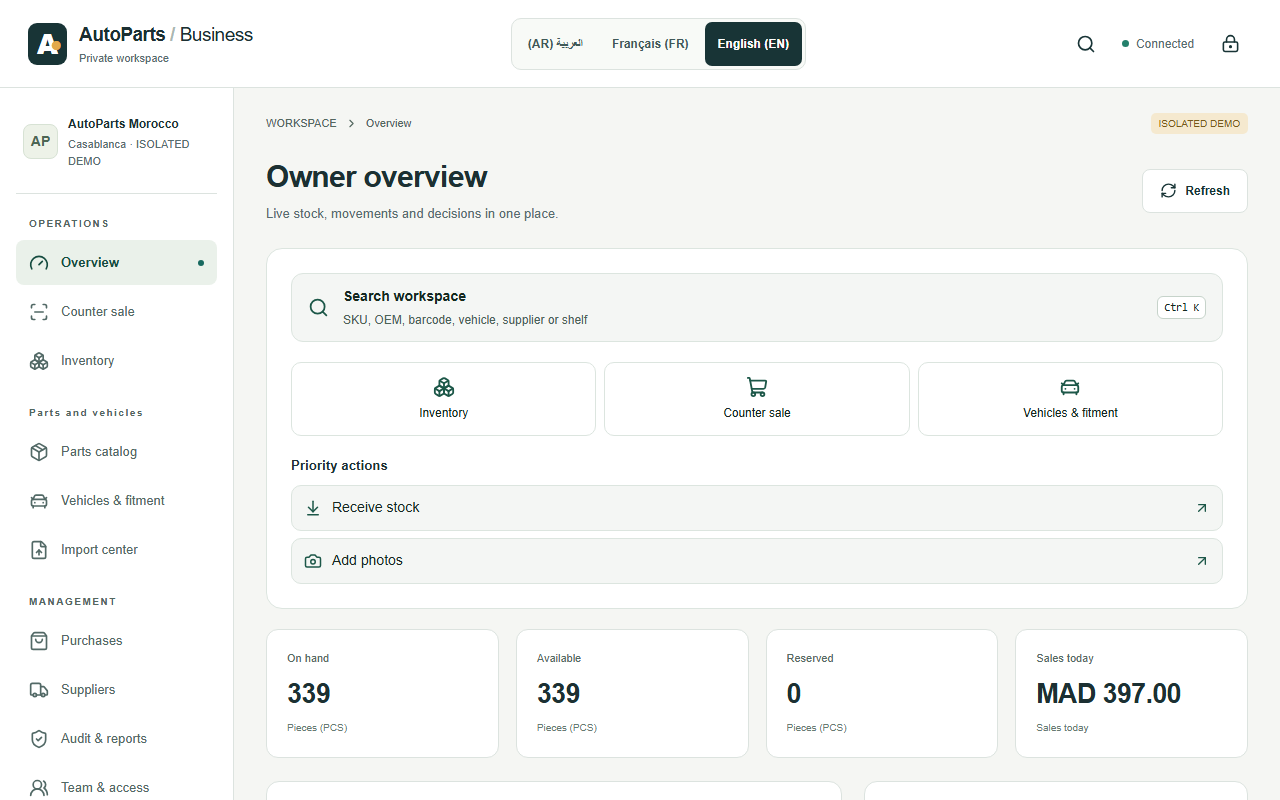 AutoParts / Business
Private workspace
العربية (AR)
Français (FR)
English (EN)
Connected
AP
AutoParts Morocco
Casablanca · ISOLATED
DEMO
OPERATIONS
Overview
Counter sale
Inventory
Parts and vehicles
Parts catalog
Vehicles & fitment
Import center
MANAGEMENT
Purchases
Suppliers
Audit & reports
Team & access
WORKSPACE > Overview
ISOLATED DEMO
Owner overview
Live stock, movements and decisions in one place.
Refresh
Search workspace
SKU, OEM, barcode, vehicle, supplier or shelf
Ctrl K
Inventory
Counter sale
Vehicles & fitment
Priority actions
Receive stock
Add photos
On hand
339
Pieces (PCS)
Available
339
Pieces (PCS)
Reserved
0
Pieces (PCS)
Sales today
MAD 397.00
Sales today